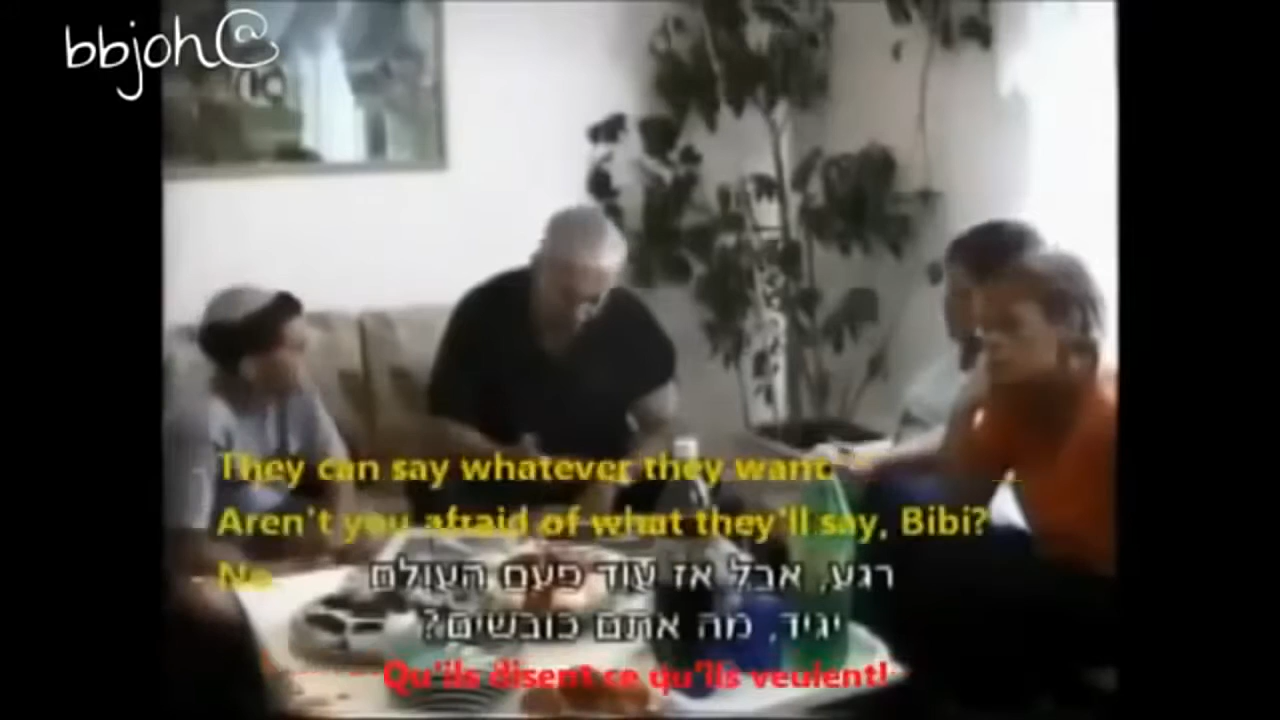 bbjoh@
10
They can say whatever they want
Aren't you afraid of what they'll say, Bibi?
No
רגע, אבל אז עוד פעם העולם
יגיד, מה אתם כובשים?
Qu'ils disent ce qu'ils veulent!